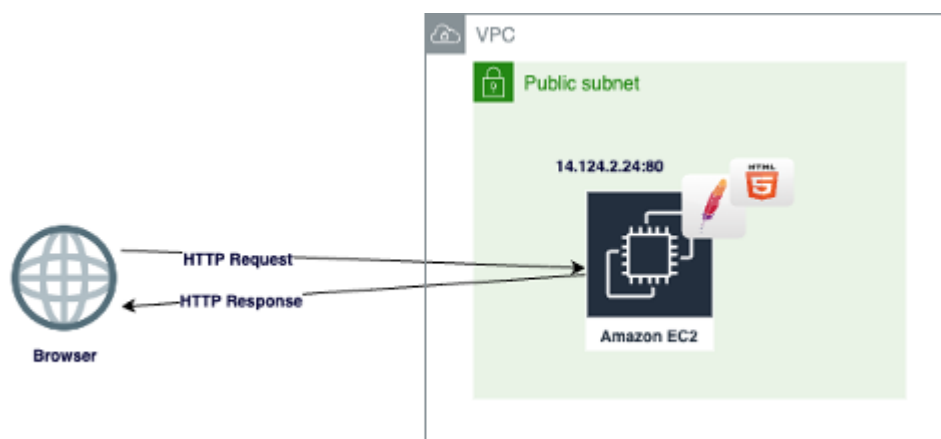 VPC
Public subnet
14.124.2.24:80
HTML
5
HTTP Request
HTTP Response
Amazon EC2
Browser